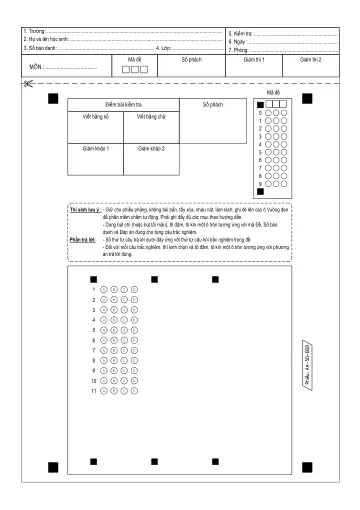 1. Trường :
5. Kiểm tra:
2. Họ và tên học sinh:
6. Ngày :
3. Số báo danh: 4. Lớp:
7. Phòng :
MÔN :
Mã đề
Số phách
Giám thị 1
Giám thị 2
Mã đề
Điểm bài kiểm tra
Số phách
Viết bằng số
Viết bằng chữ
Giám khảo 1
Giám khảo 2
0
1
2
3
4
5
6
7
8
9
Thí sinh lưu ý : - Giữ cho phiếu phẳng, không bôi bẩn, tẩy xóa, nhàu nát, làm rách, ghi đè lên các ô Vuông đen
để phần mềm chấm tự động. Phải ghi đầy đủ các mục theo hướng dẫn.
- Dùng bút chì (hoặc bút tối màu), tô đậm, tô kín một ô tròn tương ứng với mã Đề, Số báo
danh và Đáp án đúng cho từng câu trắc nghiệm.
Phần trả lời: - Số thứ tự câu trả lời dưới đây ứng với thứ tự câu hỏi trắc nghiệm trong đề.
- Đối với mỗi câu trắc nghiệm, thí sinh chọn và tô đậm, tô kín một ô tròn tương ứng với phương
án trả lời đúng.
1 A B C D
2 A B C D
3 A B C D
4 A B C D
5 A B C D
6 A B C D
7 A B C D
8 A B C D
9 A B C D
10 A B C D
11 A B C D